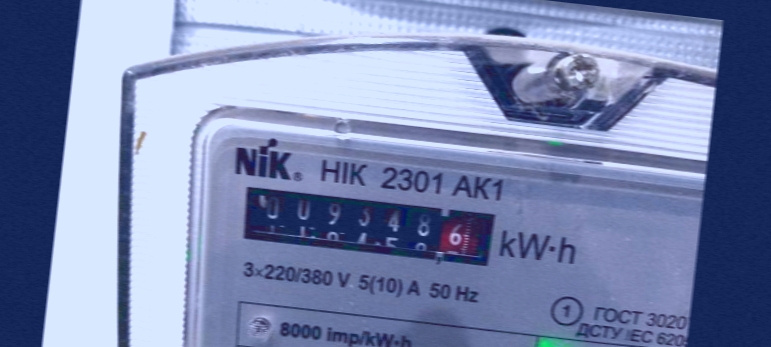 NiK® НІК 2301 АК1
0 0 9 3 4 8 6 kW·h
3×220/380 V 5(10) A 50 Hz
1 ГОСТ 3020
ДСТУ IEC 620
8000 imp/kW·h